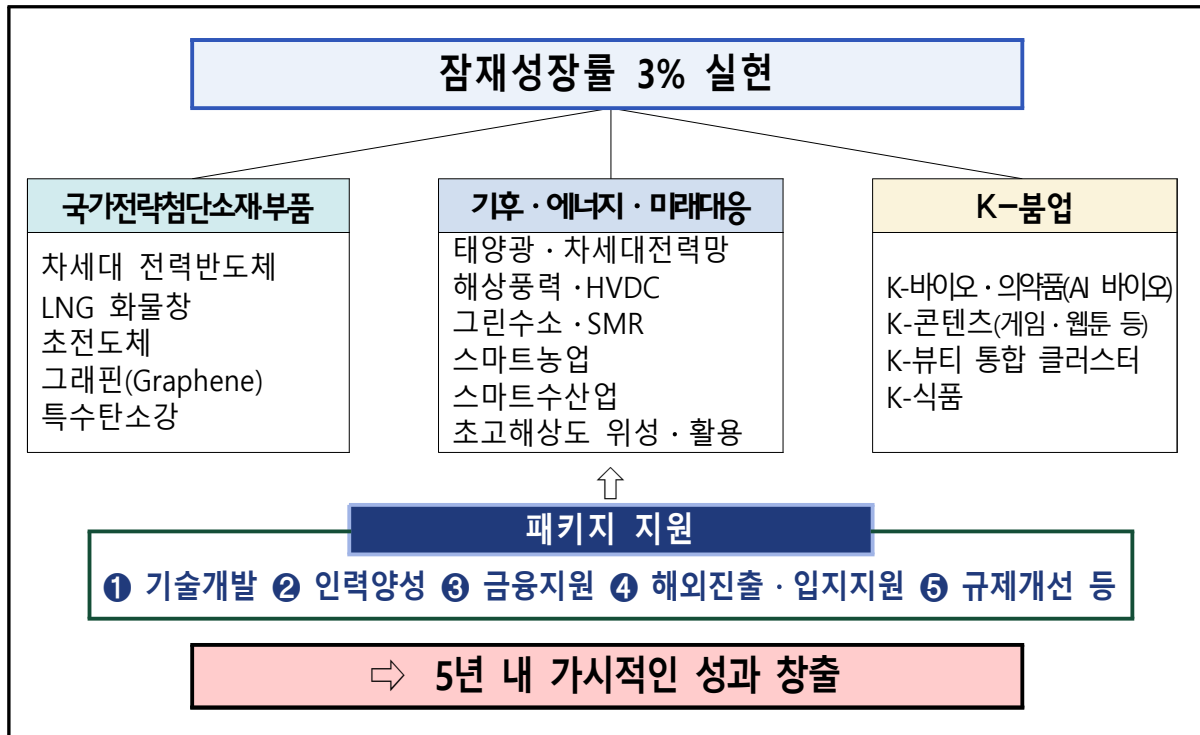 잠재성장률 3% 실현
국가전략첨단소재·부품
차세대 전력반도체
LNG 화물창
초전도체
그래핀(Graphene)
특수탄소강
기후 · 에너지 · 미래대응
태양광 · 차세대전력망
해상풍력 · HVDC
그린수소 · SMR
스마트농업
스마트수산업
초고해상도 위성 · 활용
K-붐업
K-바이오 · 의약품(AI 바이오)
K-콘텐츠(게임 · 웹툰 등)
K-뷰티 통합 클러스터
K-식품
패키지 지원
❶ 기술개발 ❷ 인력양성 ❸ 금융지원 ❹ 해외진출 · 입지지원 ❺ 규제개선 등
⇨ 5년 내 가시적인 성과 창출